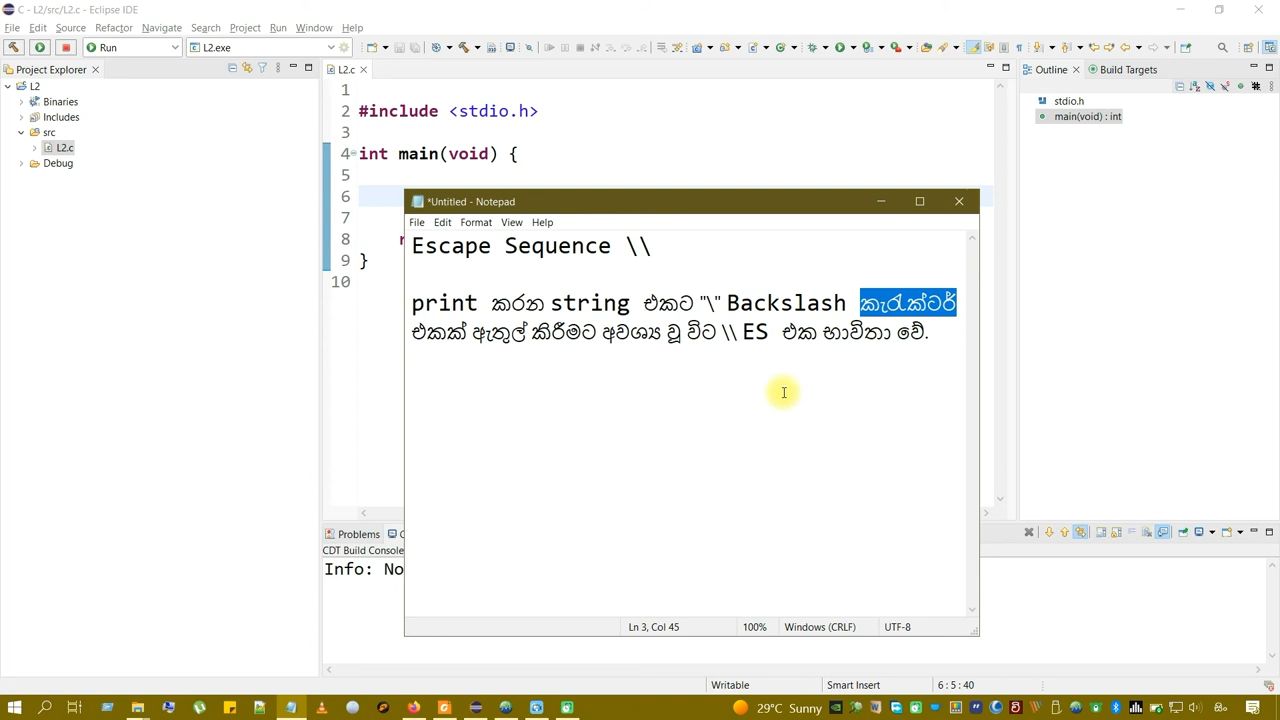 C - L2/src/L2.c - Eclipse IDE
File Edit Source Refactor Navigate Search Project Run Window Help
Run L2.exe
Project Explorer
L2.c
Outline
Build Targets
L2
Binaries
Includes
src
L2.c
Debug
stdio.h
main(void) : int
1
2 #include <stdio.h>
3
4 int main(void) {
5
6
7
8 r
9 }
10
*Untitled - Notepad
File Edit Format View Help
Escape Sequence \\
print කරන string එකට "\" Backslash කැරැක්ටර්
එකක් ඇතුල් කිරීමට අවශ්‍ය වූ විට \\ ES එක භාවිතා වේ.
Ln 3, Col 45 100% Windows (CRLF) UTF-8
Problems
CDT Build Console
Info: No
Writable Smart Insert 6 : 5 : 40
29°C Sunny